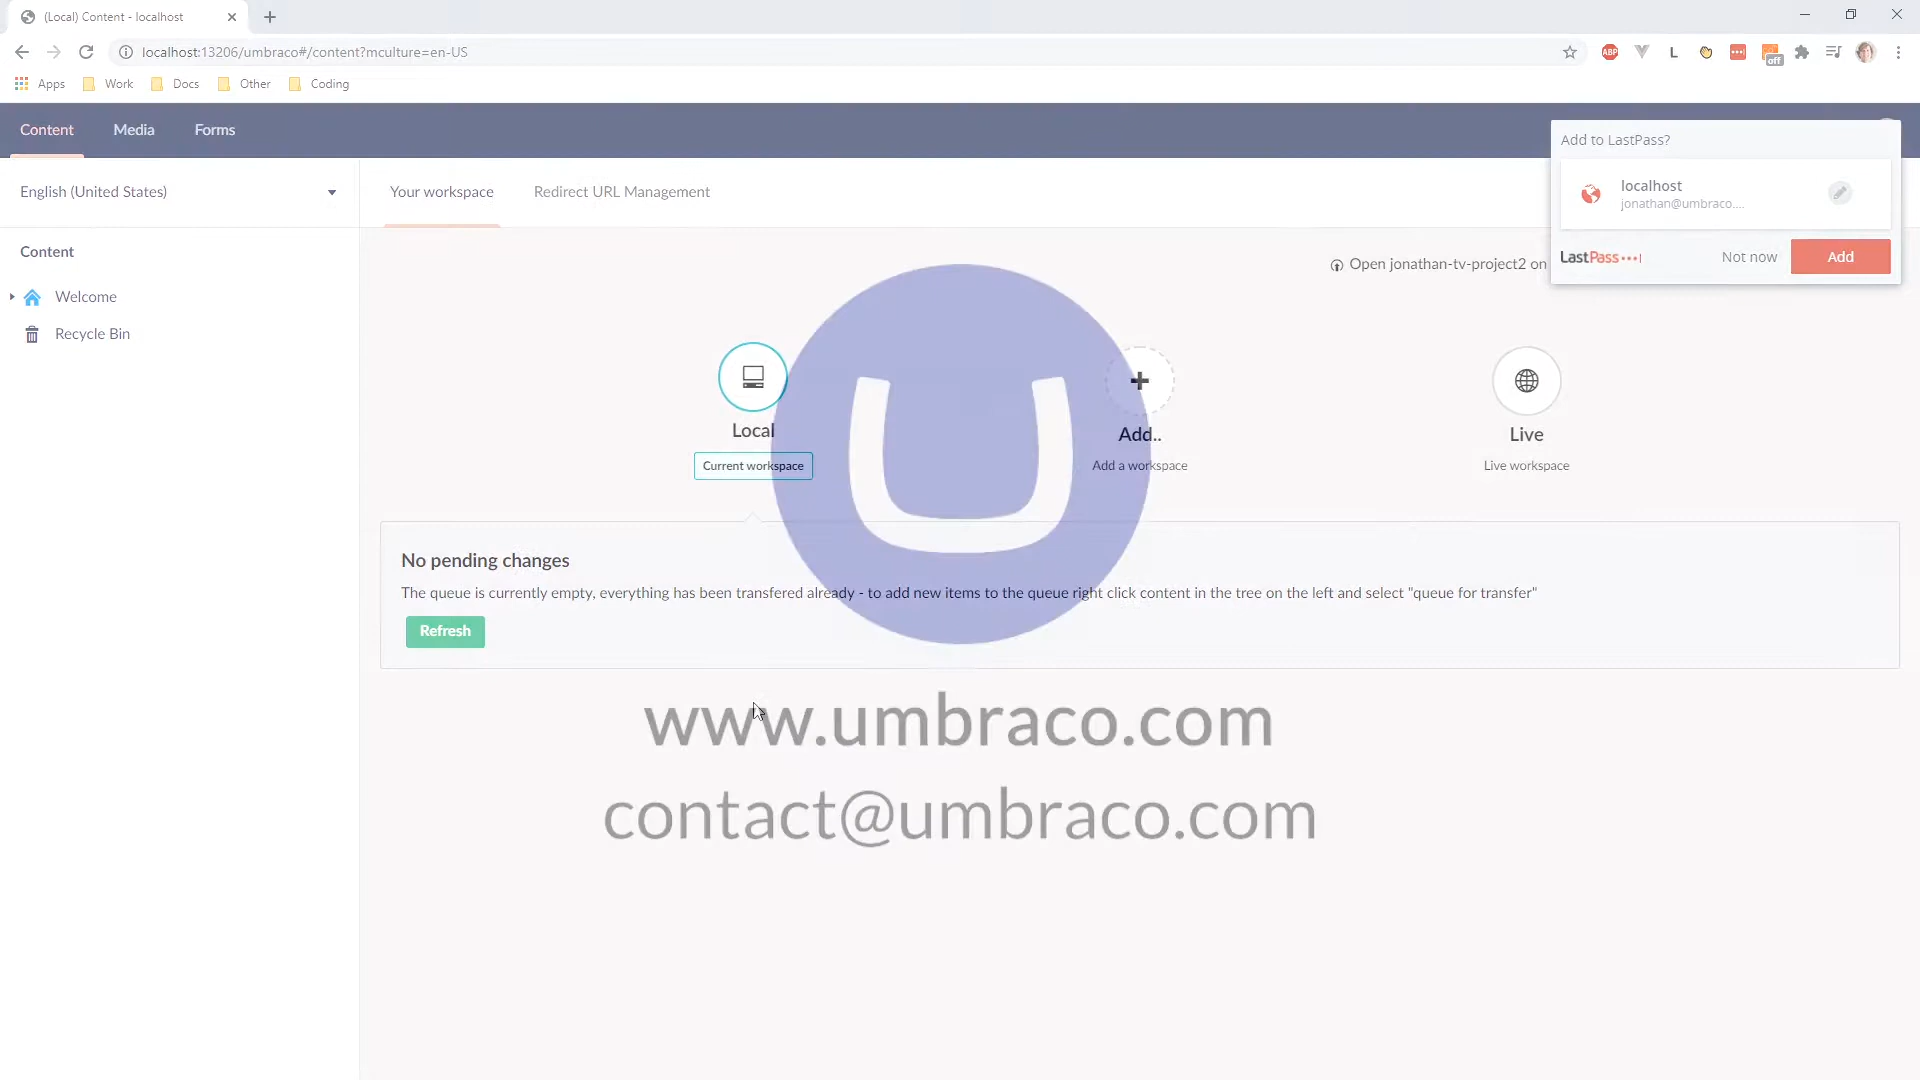 (Local) Content - localhost
localhost:13206/umbraco#/content?mculture=en-US
ABP
L
off
Apps
Work
Docs
Other
Coding
Content
Media
Forms
Add to LastPass?
localhost
jonathan@umbraco....
LastPass
Not now
Add
English (United States)
Your workspace
Redirect URL Management
Content
Welcome
Recycle Bin
Open jonathan-tv-project2 on
Local
Current workspace
Add..
Add a workspace
Live
Live workspace
No pending changes
The queue is currently empty, everything has been transfered already - to add new items to the queue right click content in the tree on the left and select "queue for transfer"
Refresh
www.umbraco.com
contact@umbraco.com